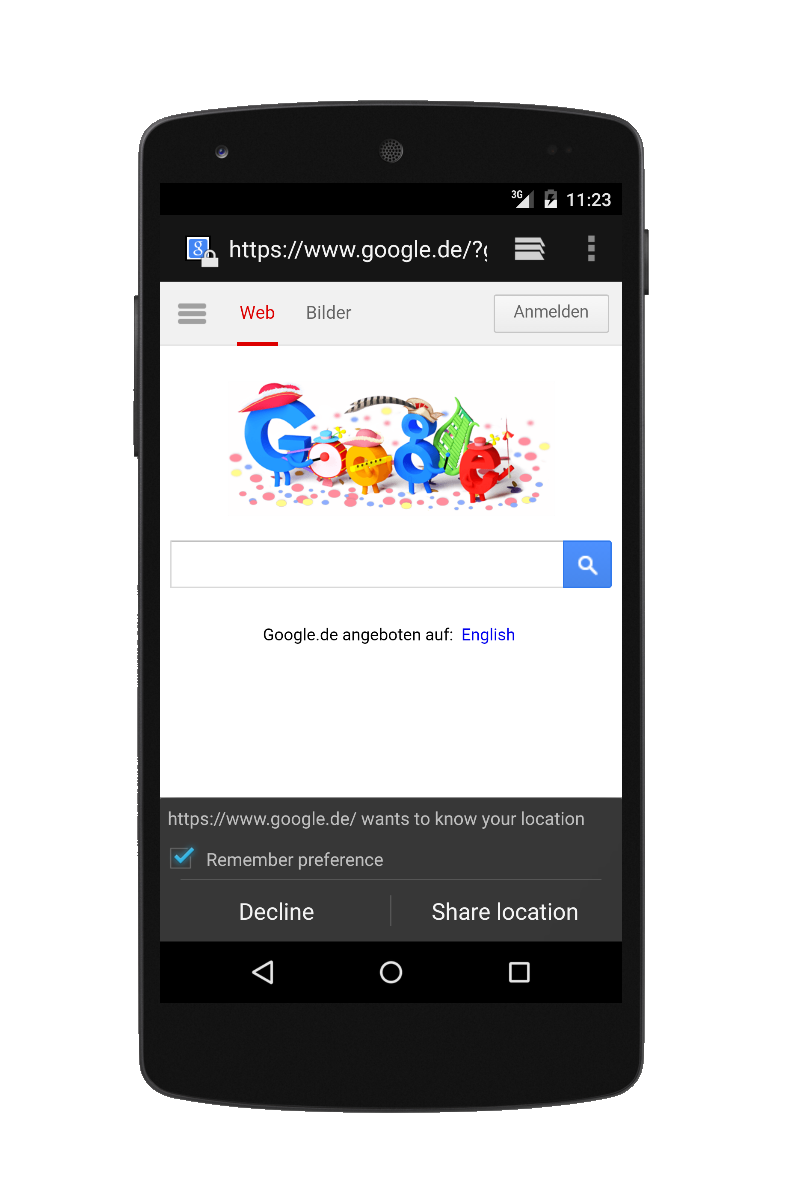 3G 11:23
https://www.google.de/?g
Web Bilder Anmelden
Google
Google.de angeboten auf: English
https://www.google.de/ wants to know your location
Remember preference
Decline Share location